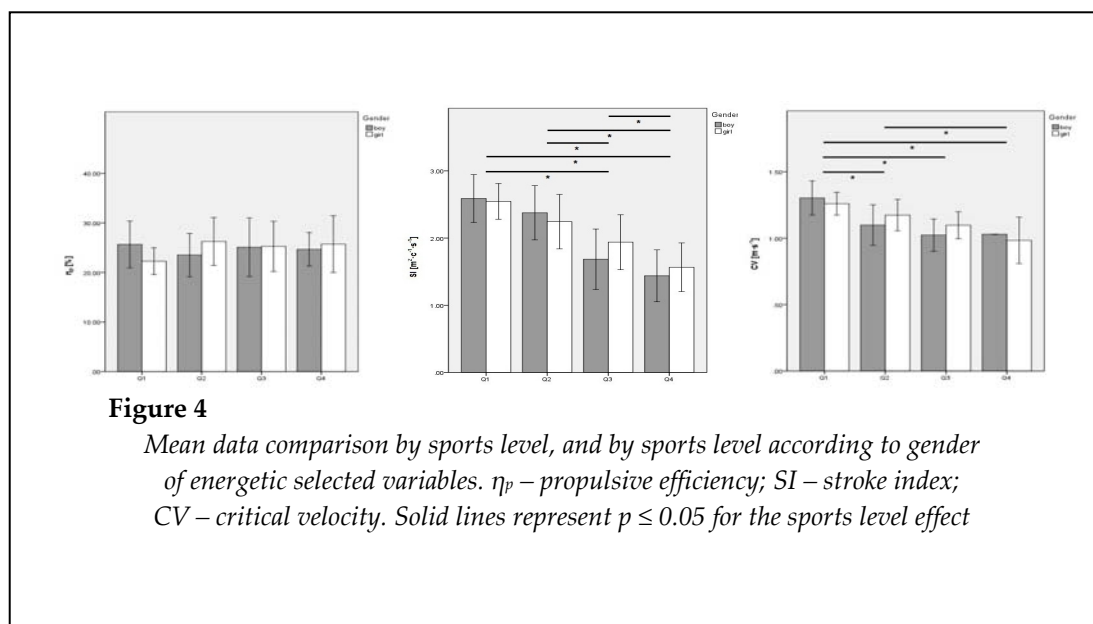 Gender
boy
girl
40.00
30.00
20.00
10.00
.00
ηp [%]
Q1 Q2 Q3 Q4
Gender
boy
girl
*
*
*
*
*
3.00
2.00
1.00
.00
SI [m²·c⁻¹·s⁻¹]
Q1 Q2 Q3 Q4
Gender
boy
girl
*
*
*
*
1.50
1.00
.50
.00
CV [m·s⁻¹]
Q1 Q2 Q3 Q4
Figure 4
Mean data comparison by sports level, and by sports level according to gender
of energetic selected variables. ηp – propulsive efficiency; SI – stroke index;
CV – critical velocity. Solid lines represent p ≤ 0.05 for the sports level effect